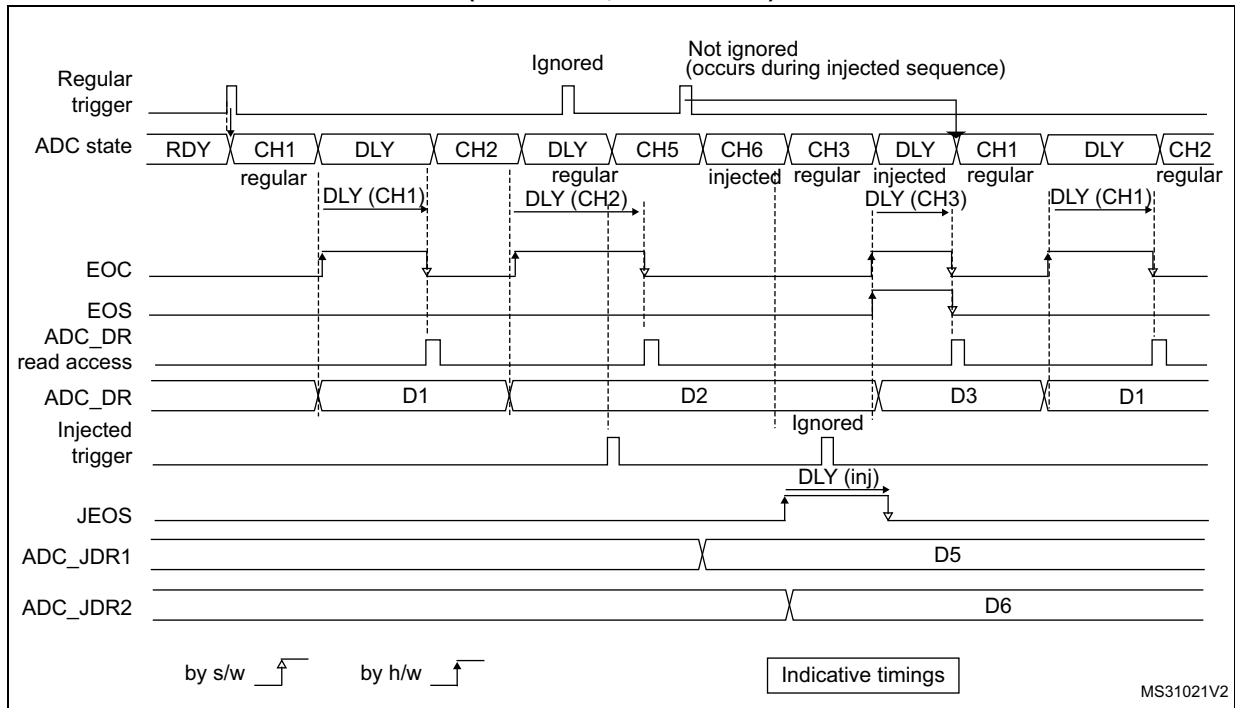 Not ignored
Ignored
(occurs during injected sequence)
Regular
trigger
ADC state
RDY CH1 DLY CH2 DLY CH5 CH6 CH3 DLY CH1 DLY CH2
regular regular injected regular injected regular regular
DLY (CH1) DLY (CH2) DLY (CH3) DLY (CH1)
EOC
EOS
ADC_DR
read access
ADC_DR D1 D2 D3 D1
Injected
trigger
Ignored
DLY (inj)
JEOS
ADC_JDR1 D5
ADC_JDR2 D6
by s/w by h/w Indicative timings
MS31021V2